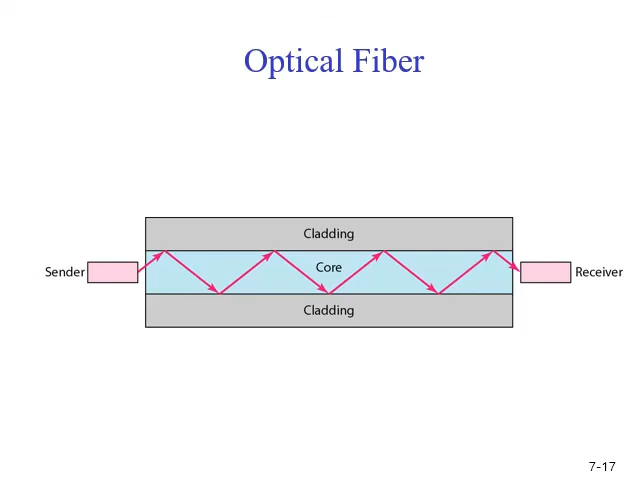 Optical Fiber
Cladding
Core
Sender
Receiver
Cladding
7-17